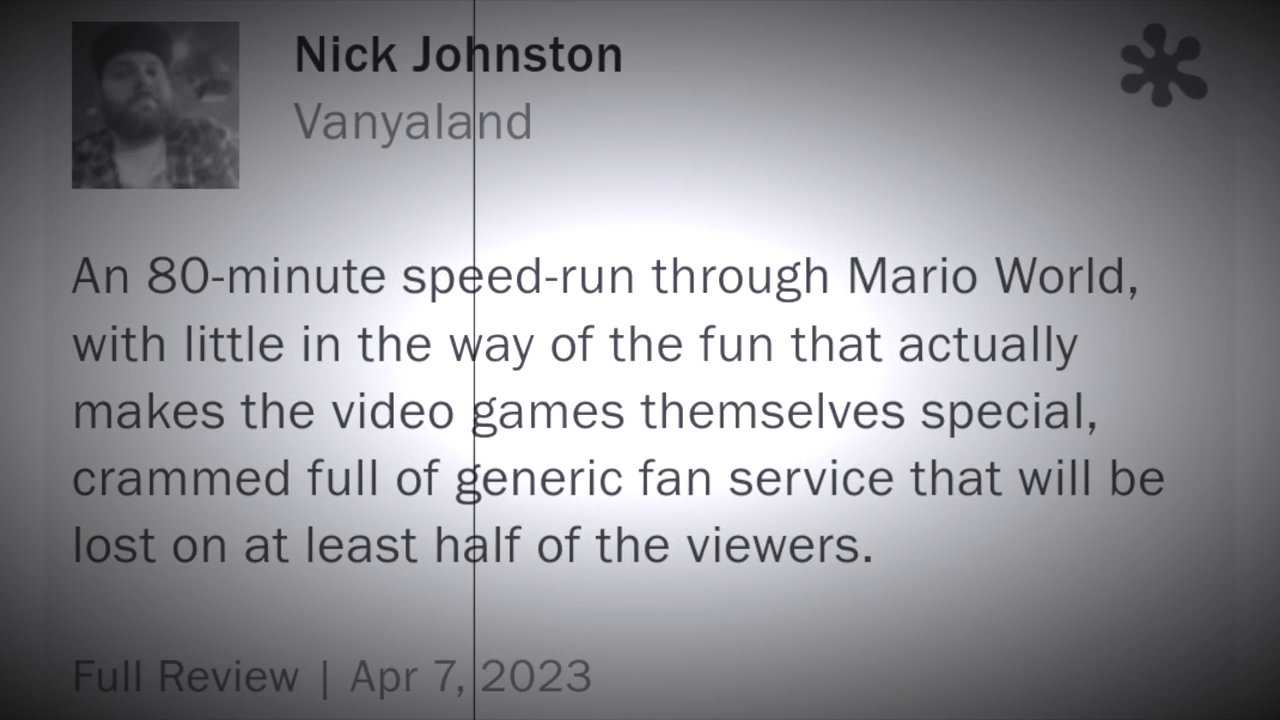 Nick Johnston
Vanyaland
An 80-minute speed-run through Mario World,
with little in the way of the fun that actually
makes the video games themselves special,
crammed full of generic fan service that will be
lost on at least half of the viewers.
Full Review | Apr 7, 2023